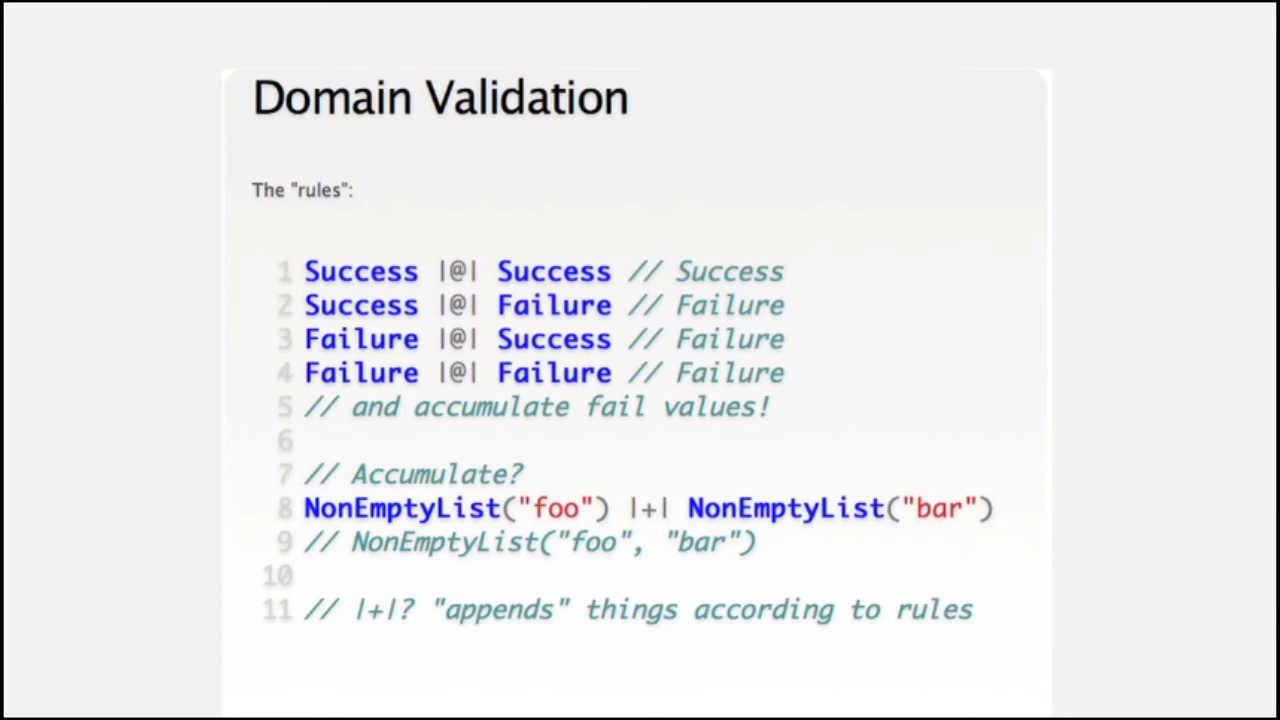 Domain Validation
The "rules":
1 Success |@| Success // Success
2 Success |@| Failure // Failure
3 Failure |@| Success // Failure
4 Failure |@| Failure // Failure
5 // and accumulate fail values!
6
7 // Accumulate?
8 NonEmptyList("foo") |+| NonEmptyList("bar")
9 // NonEmptyList("foo", "bar")
10
11 // |+|? "appends" things according to rules